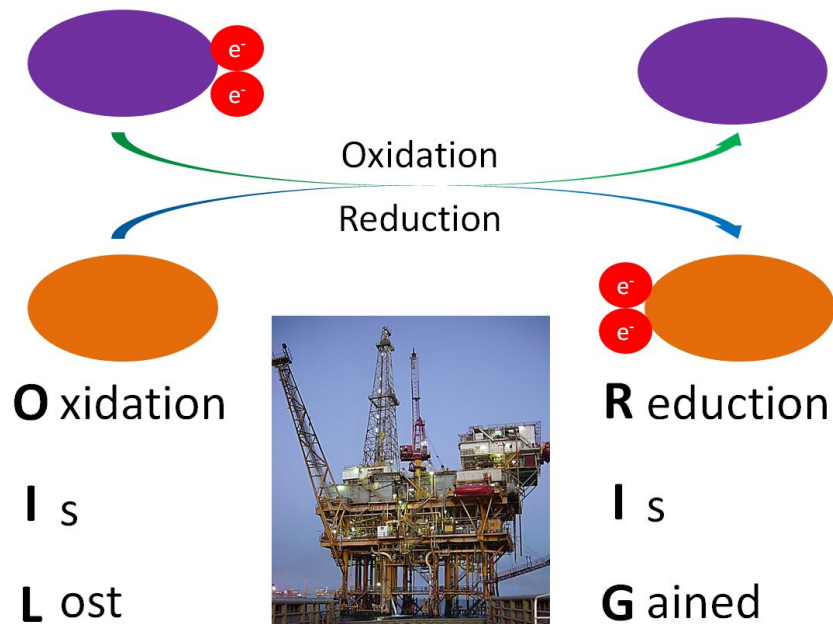 e-
e-
Oxidation
Reduction
e-
e-
O xidation
I s
L ost
R eduction
I s
G ained